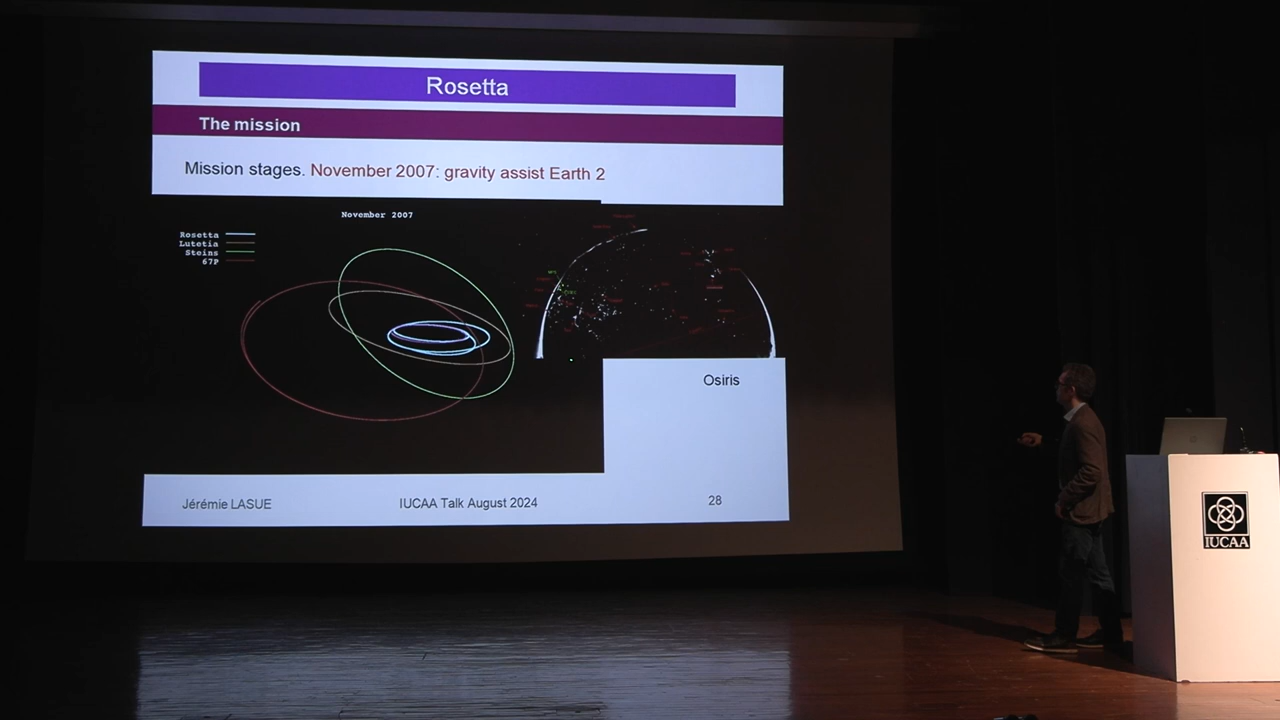 Rosetta
The mission
Mission stages. November 2007: gravity assist Earth 2
November 2007
Rosetta
Lutetia
Steins
67P
Osiris
Jérémie LASUE
IUCAA Talk August 2024
28
IUCAA